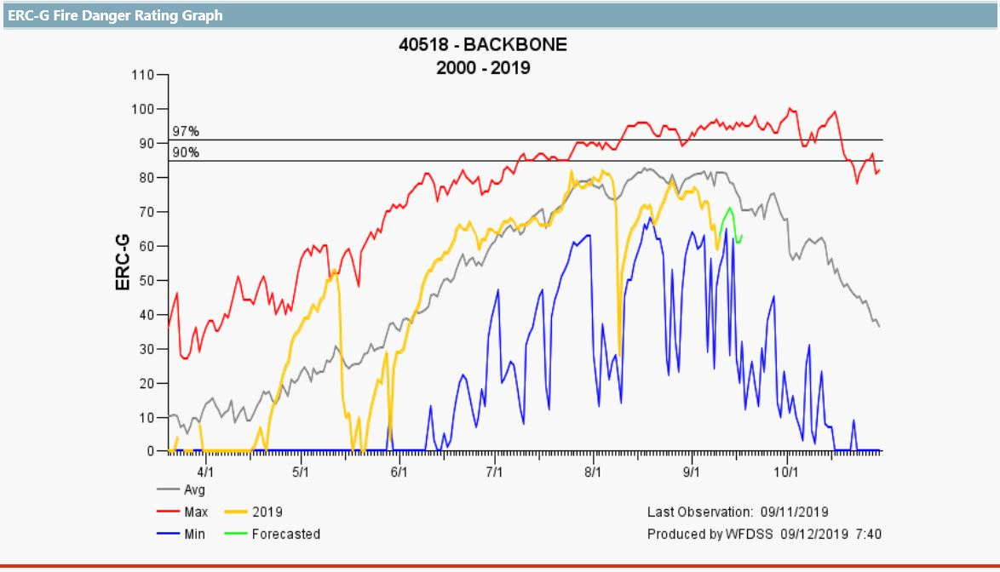 ERC-G Fire Danger Rating Graph
40518 - BACKBONE
2000 - 2019
ERC-G
110
100
90
80
70
60
50
40
30
20
10
0
97%
90%
4/1 5/1 6/1 7/1 8/1 9/1 10/1
Avg
Max 2019 Last Observation: 09/11/2019
Min Forecasted Produced by WFDSS 09/12/2019 7:40